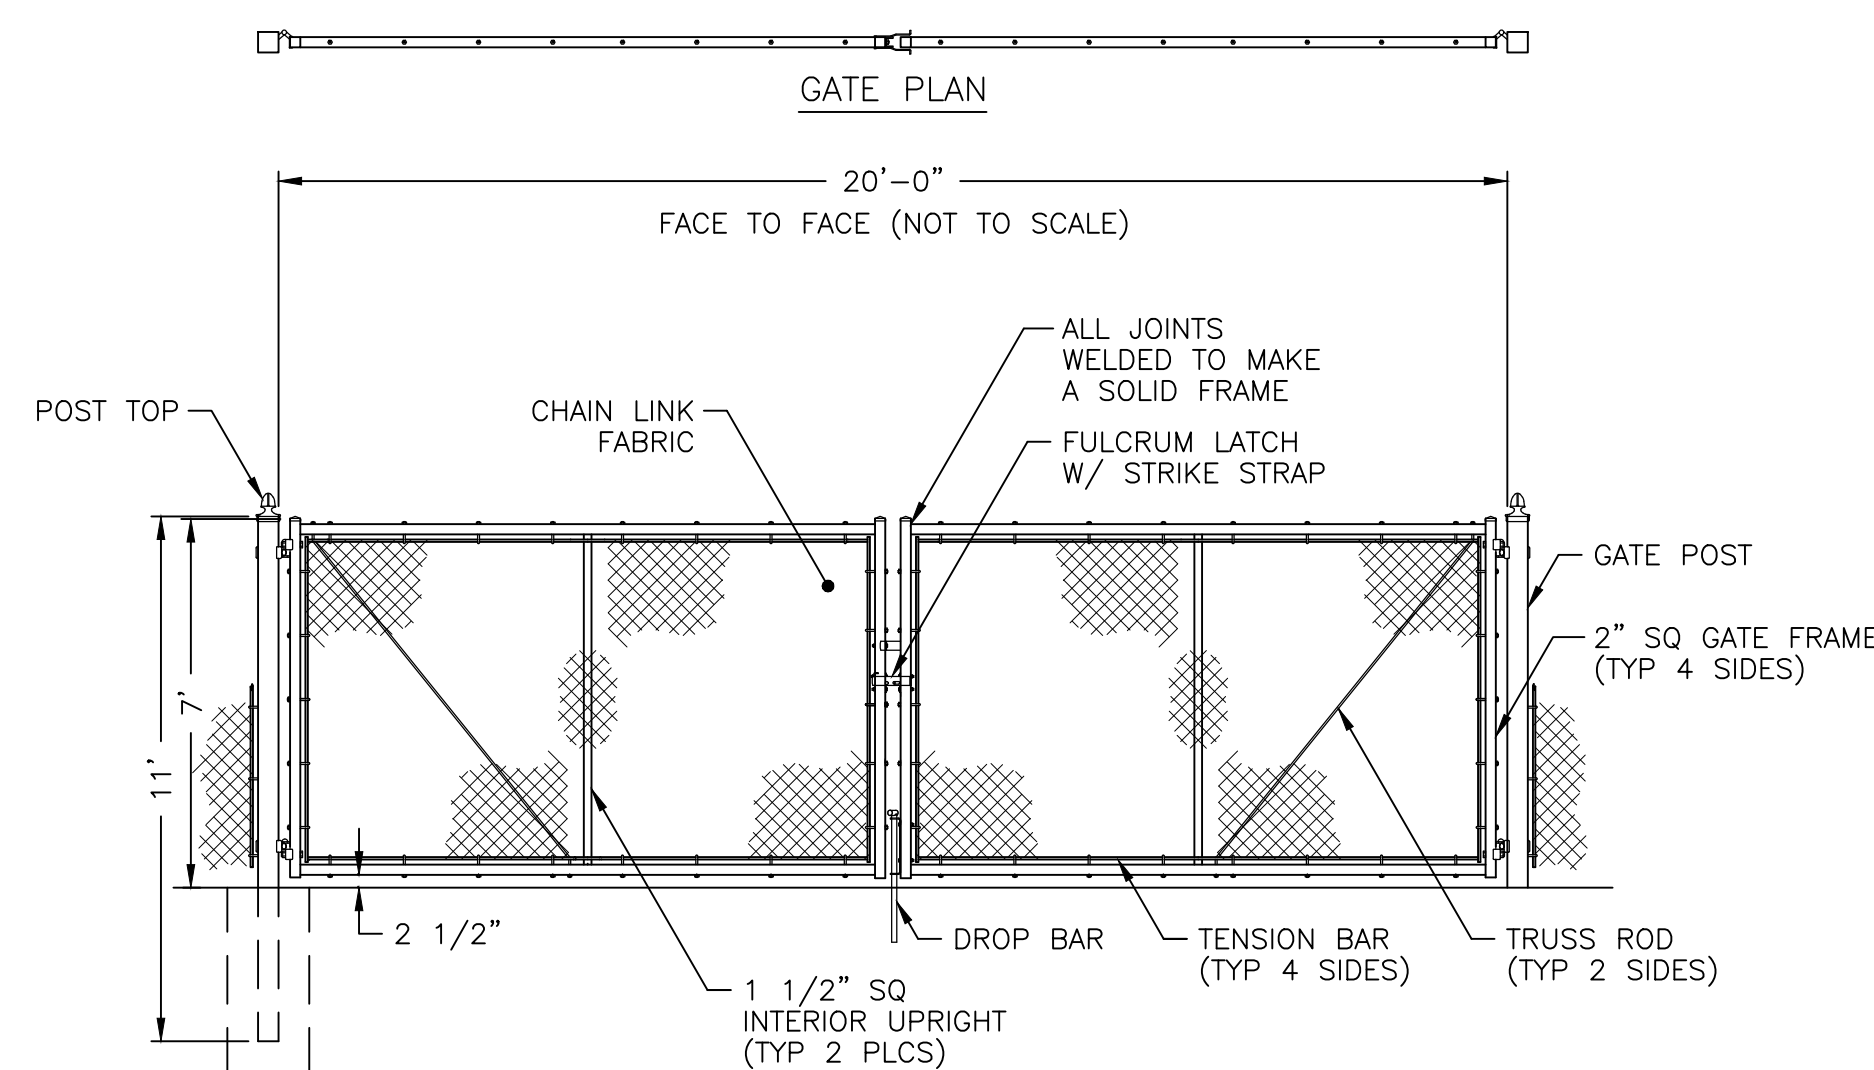 GATE PLAN
20'-0"
FACE TO FACE (NOT TO SCALE)
ALL JOINTS
WELDED TO MAKE
A SOLID FRAME
POST TOP
CHAIN LINK
FABRIC
FULCRUM LATCH
W/ STRIKE STRAP
GATE POST
2" SQ GATE FRAME
(TYP 4 SIDES)
7'
11'
2 1/2"
DROP BAR
TENSION BAR
(TYP 4 SIDES)
TRUSS ROD
(TYP 2 SIDES)
1 1/2" SQ
INTERIOR UPRIGHT
(TYP 2 PLCS)